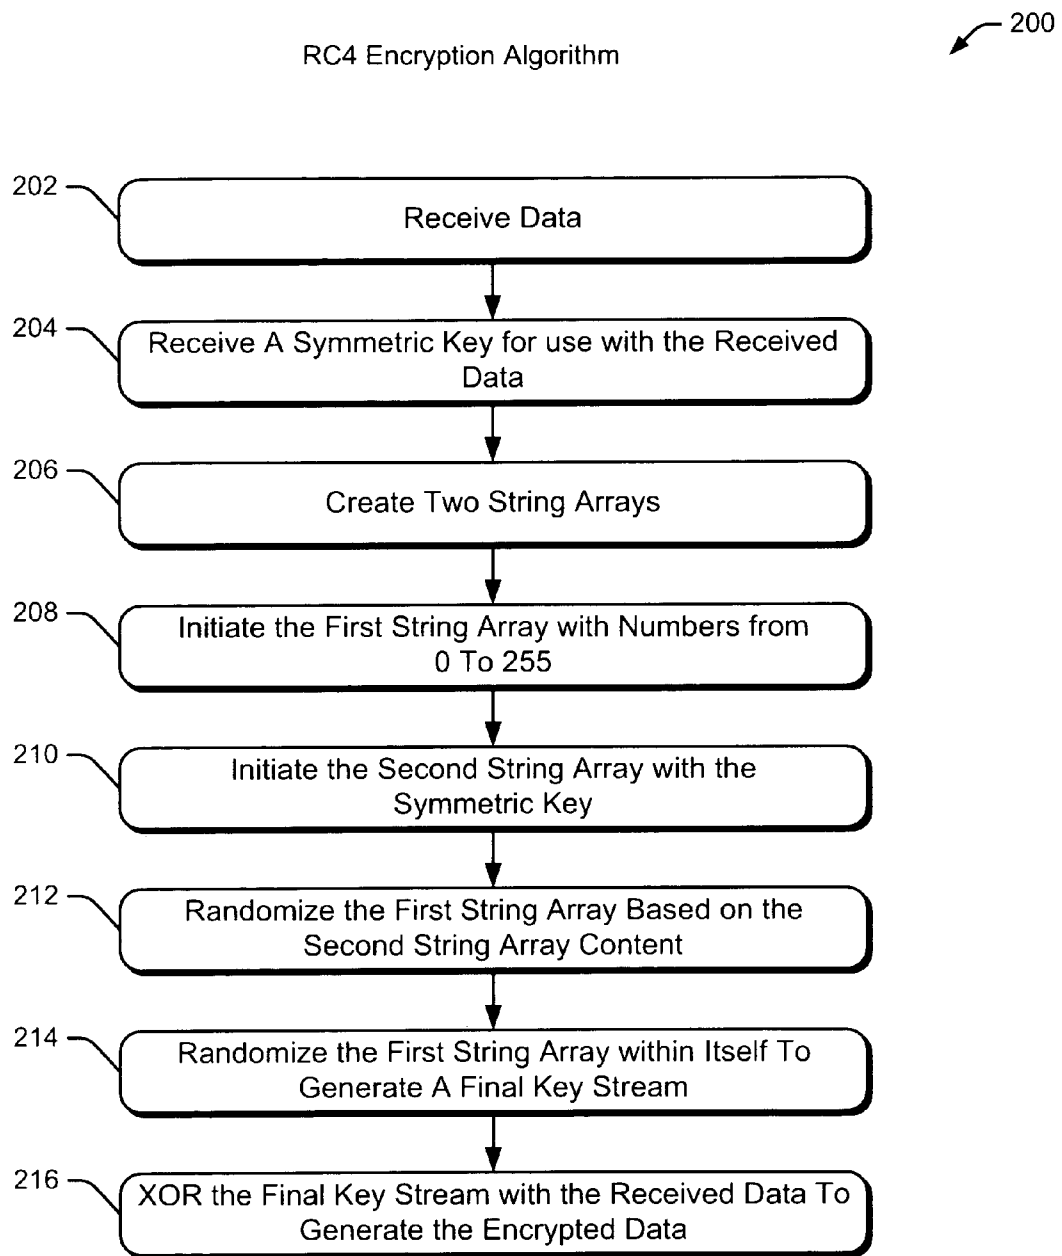 200
RC4 Encryption Algorithm
202
Receive Data
204
Receive A Symmetric Key for use with the Received
Data
206
Create Two String Arrays
208
Initiate the First String Array with Numbers from
0 To 255
210
Initiate the Second String Array with the
Symmetric Key
212
Randomize the First String Array Based on the
Second String Array Content
214
Randomize the First String Array within Itself To
Generate A Final Key Stream
216
XOR the Final Key Stream with the Received Data To
Generate the Encrypted Data